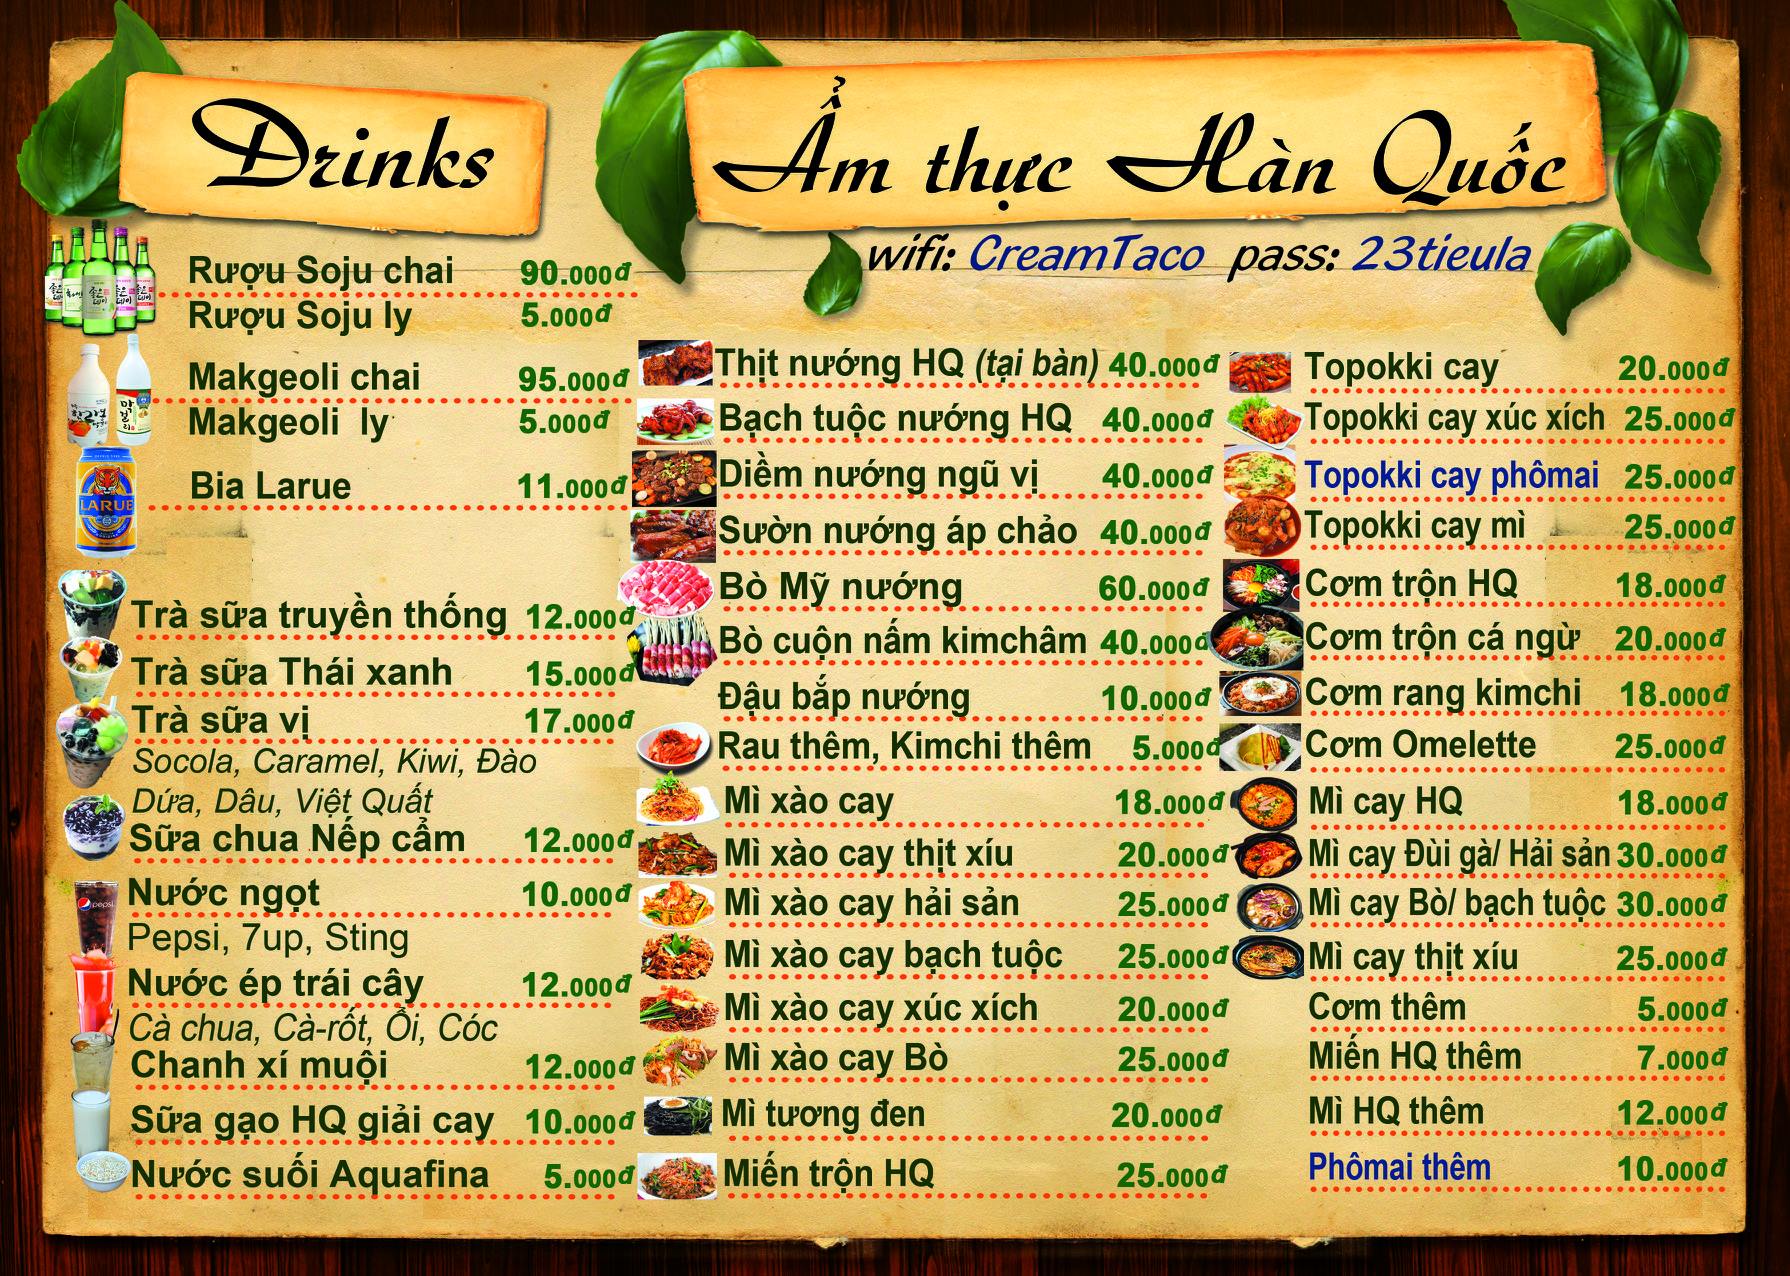 Drinks
Rượu Soju chai 90.000đ
Rượu Soju ly 5.000đ
Makgeoli chai 95.000đ
Makgeoli ly 5.000đ
LARUE
Bia Larue 11.000đ
Trà sữa truyền thống 12.000đ
Trà sữa Thái xanh 15.000đ
Trà sữa vị 17.000đ
Socola, Caramel, Kiwi, Đào
Dứa, Dâu, Việt Quất
Sữa chua Nếp cẩm 12.000đ
pepsi
Nước ngọt 10.000đ
Pepsi, 7up, Sting
Nước ép trái cây 12.000đ
Cà chua, Cà-rốt, Ổi, Cóc
Chanh xí muội 12.000đ
Sữa gạo HQ giải cay 10.000đ
Nước suối Aquafina 5.000đ
Ẩm thực Hàn Quốc
wifi: CreamTaco pass: 23tieula
Thịt nướng HQ (tại bàn) 40.000đ
Bạch tuộc nướng HQ 40.000đ
Diềm nướng ngũ vị 40.000đ
Sườn nướng áp chảo 40.000đ
Bò Mỹ nướng 60.000đ
Bò cuộn nấm kimchâm 40.000đ
Đậu bắp nướng 10.000đ
Rau thêm, Kimchi thêm 5.000đ
Mì xào cay 18.000đ
Mì xào cay thịt xíu 20.000đ
Mì xào cay hải sản 25.000đ
Mì xào cay bạch tuộc 25.000đ
Mì xào cay xúc xích 20.000đ
Mì xào cay Bò 25.000đ
Mì tương đen 20.000đ
Miến trộn HQ 25.000đ
Topokki cay 20.000đ
Topokki cay xúc xích 25.000đ
Topokki cay phômai 25.000đ
Topokki cay mì 25.000đ
Cơm trộn HQ 18.000đ
Cơm trộn cá ngừ 20.000đ
Cơm rang kimchi 18.000đ
Cơm Omelette 25.000đ
Mì cay HQ 18.000đ
Mì cay Đùi gà/ Hải sản 30.000đ
Mì cay Bò/ bạch tuộc 30.000đ
Mì cay thịt xíu 25.000đ
Cơm thêm 5.000đ
Miến HQ thêm 7.000đ
Mì HQ thêm 12.000đ
Phômai thêm 10.000đ